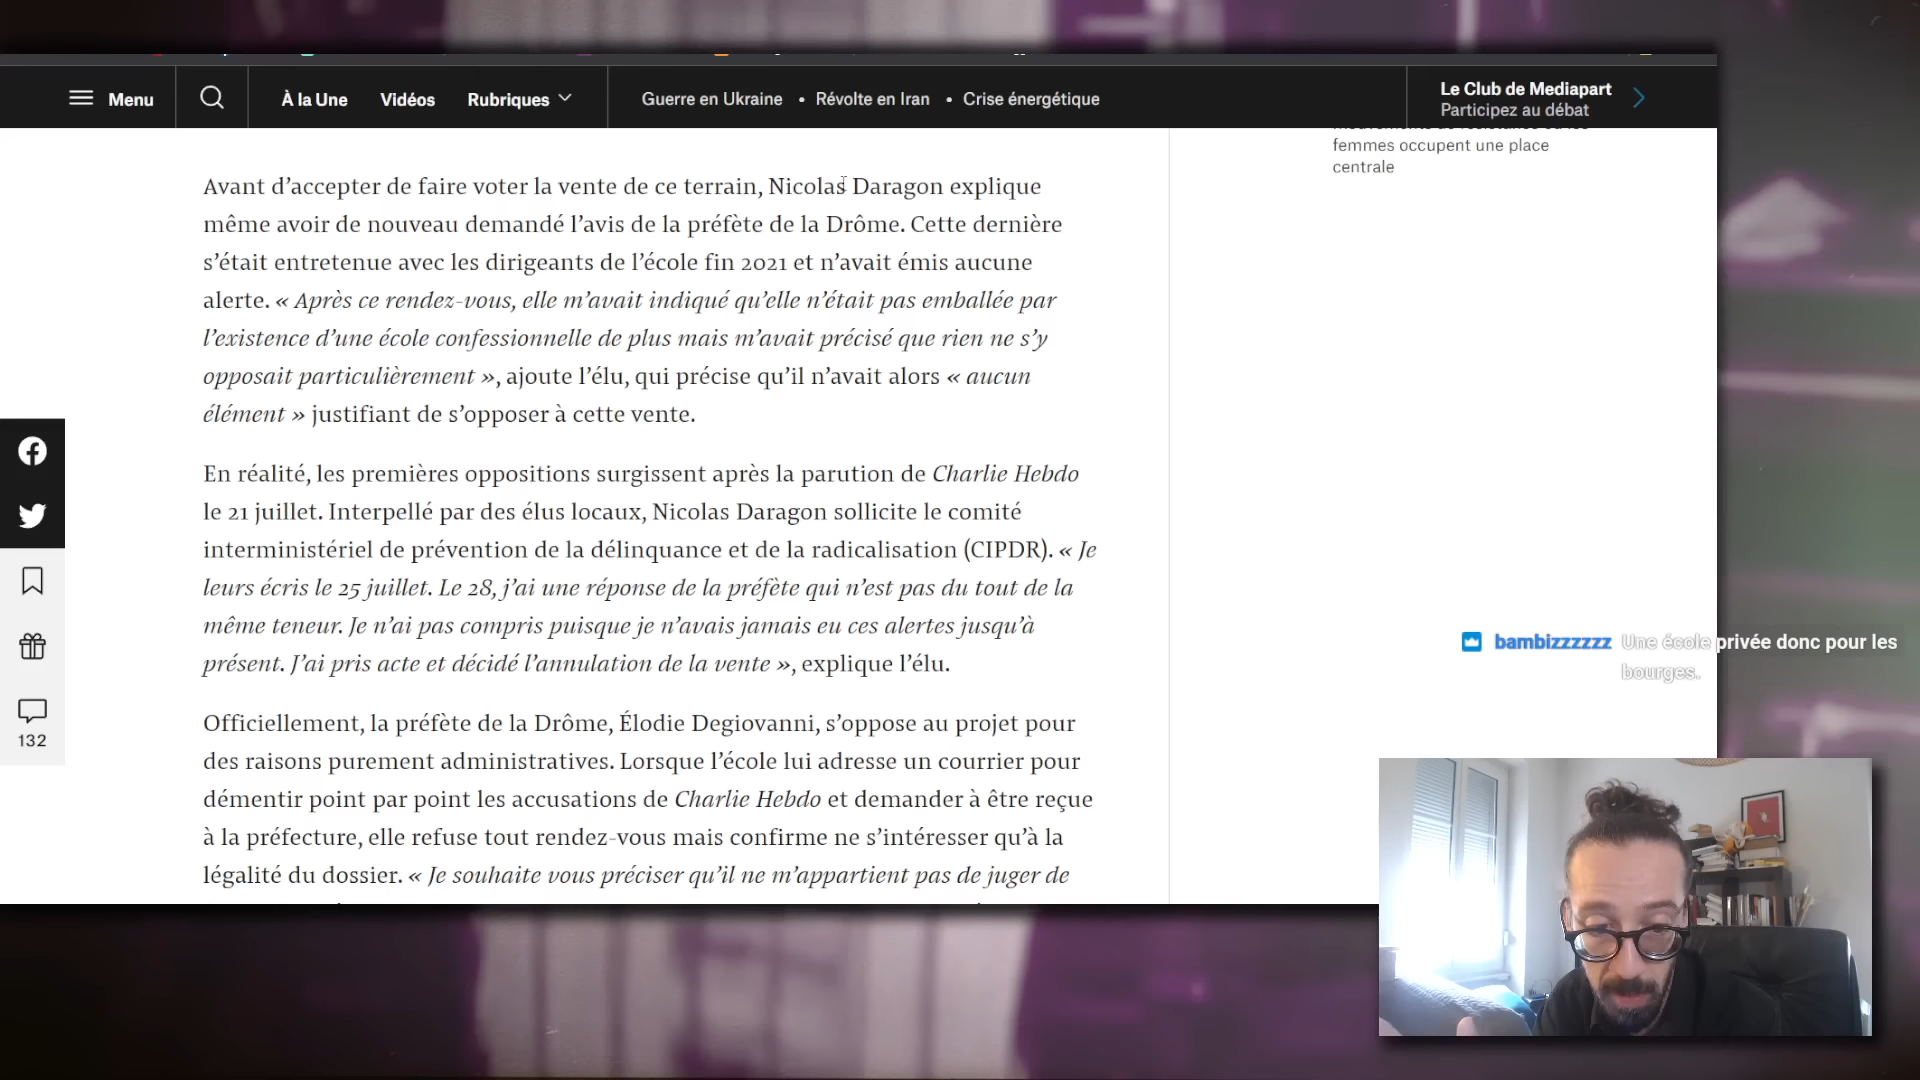 Menu
À la Une
Vidéos
Rubriques
Guerre en Ukraine • Révolte en Iran • Crise énergétique
Le Club de Mediapart
Participez au débat
femmes occupent une place
centrale
Avant d’accepter de faire voter la vente de ce terrain, Nicolas Daragon explique
même avoir de nouveau demandé l’avis de la préfète de la Drôme. Cette dernière
s’était entretenue avec les dirigeants de l’école fin 2021 et n’avait émis aucune
alerte. « Après ce rendez-vous, elle m’avait indiqué qu’elle n’était pas emballée par
l’existence d’une école confessionnelle de plus mais m’avait précisé que rien ne s’y
opposait particulièrement », ajoute l’élu, qui précise qu’il n’avait alors « aucun
élément » justifiant de s’opposer à cette vente.
En réalité, les premières oppositions surgissent après la parution de Charlie Hebdo
le 21 juillet. Interpellé par des élus locaux, Nicolas Daragon sollicite le comité
interministériel de prévention de la délinquance et de la radicalisation (CIPDR). « Je
leurs écris le 25 juillet. Le 28, j’ai une réponse de la préfète qui n’est pas du tout de la
même teneur. Je n’ai pas compris puisque je n’avais jamais eu ces alertes jusqu’à
présent. J’ai pris acte et décidé l’annulation de la vente », explique l’élu.
Officiellement, la préfète de la Drôme, Élodie Degiovanni, s’oppose au projet pour
des raisons purement administratives. Lorsque l’école lui adresse un courrier pour
démentir point par point les accusations de Charlie Hebdo et demander à être reçue
à la préfecture, elle refuse tout rendez-vous mais confirme ne s’intéresser qu’à la
légalité du dossier. « Je souhaite vous préciser qu’il ne m’appartient pas de juger de
132
bambizzzzzz Une école privée donc pour les
bourges.